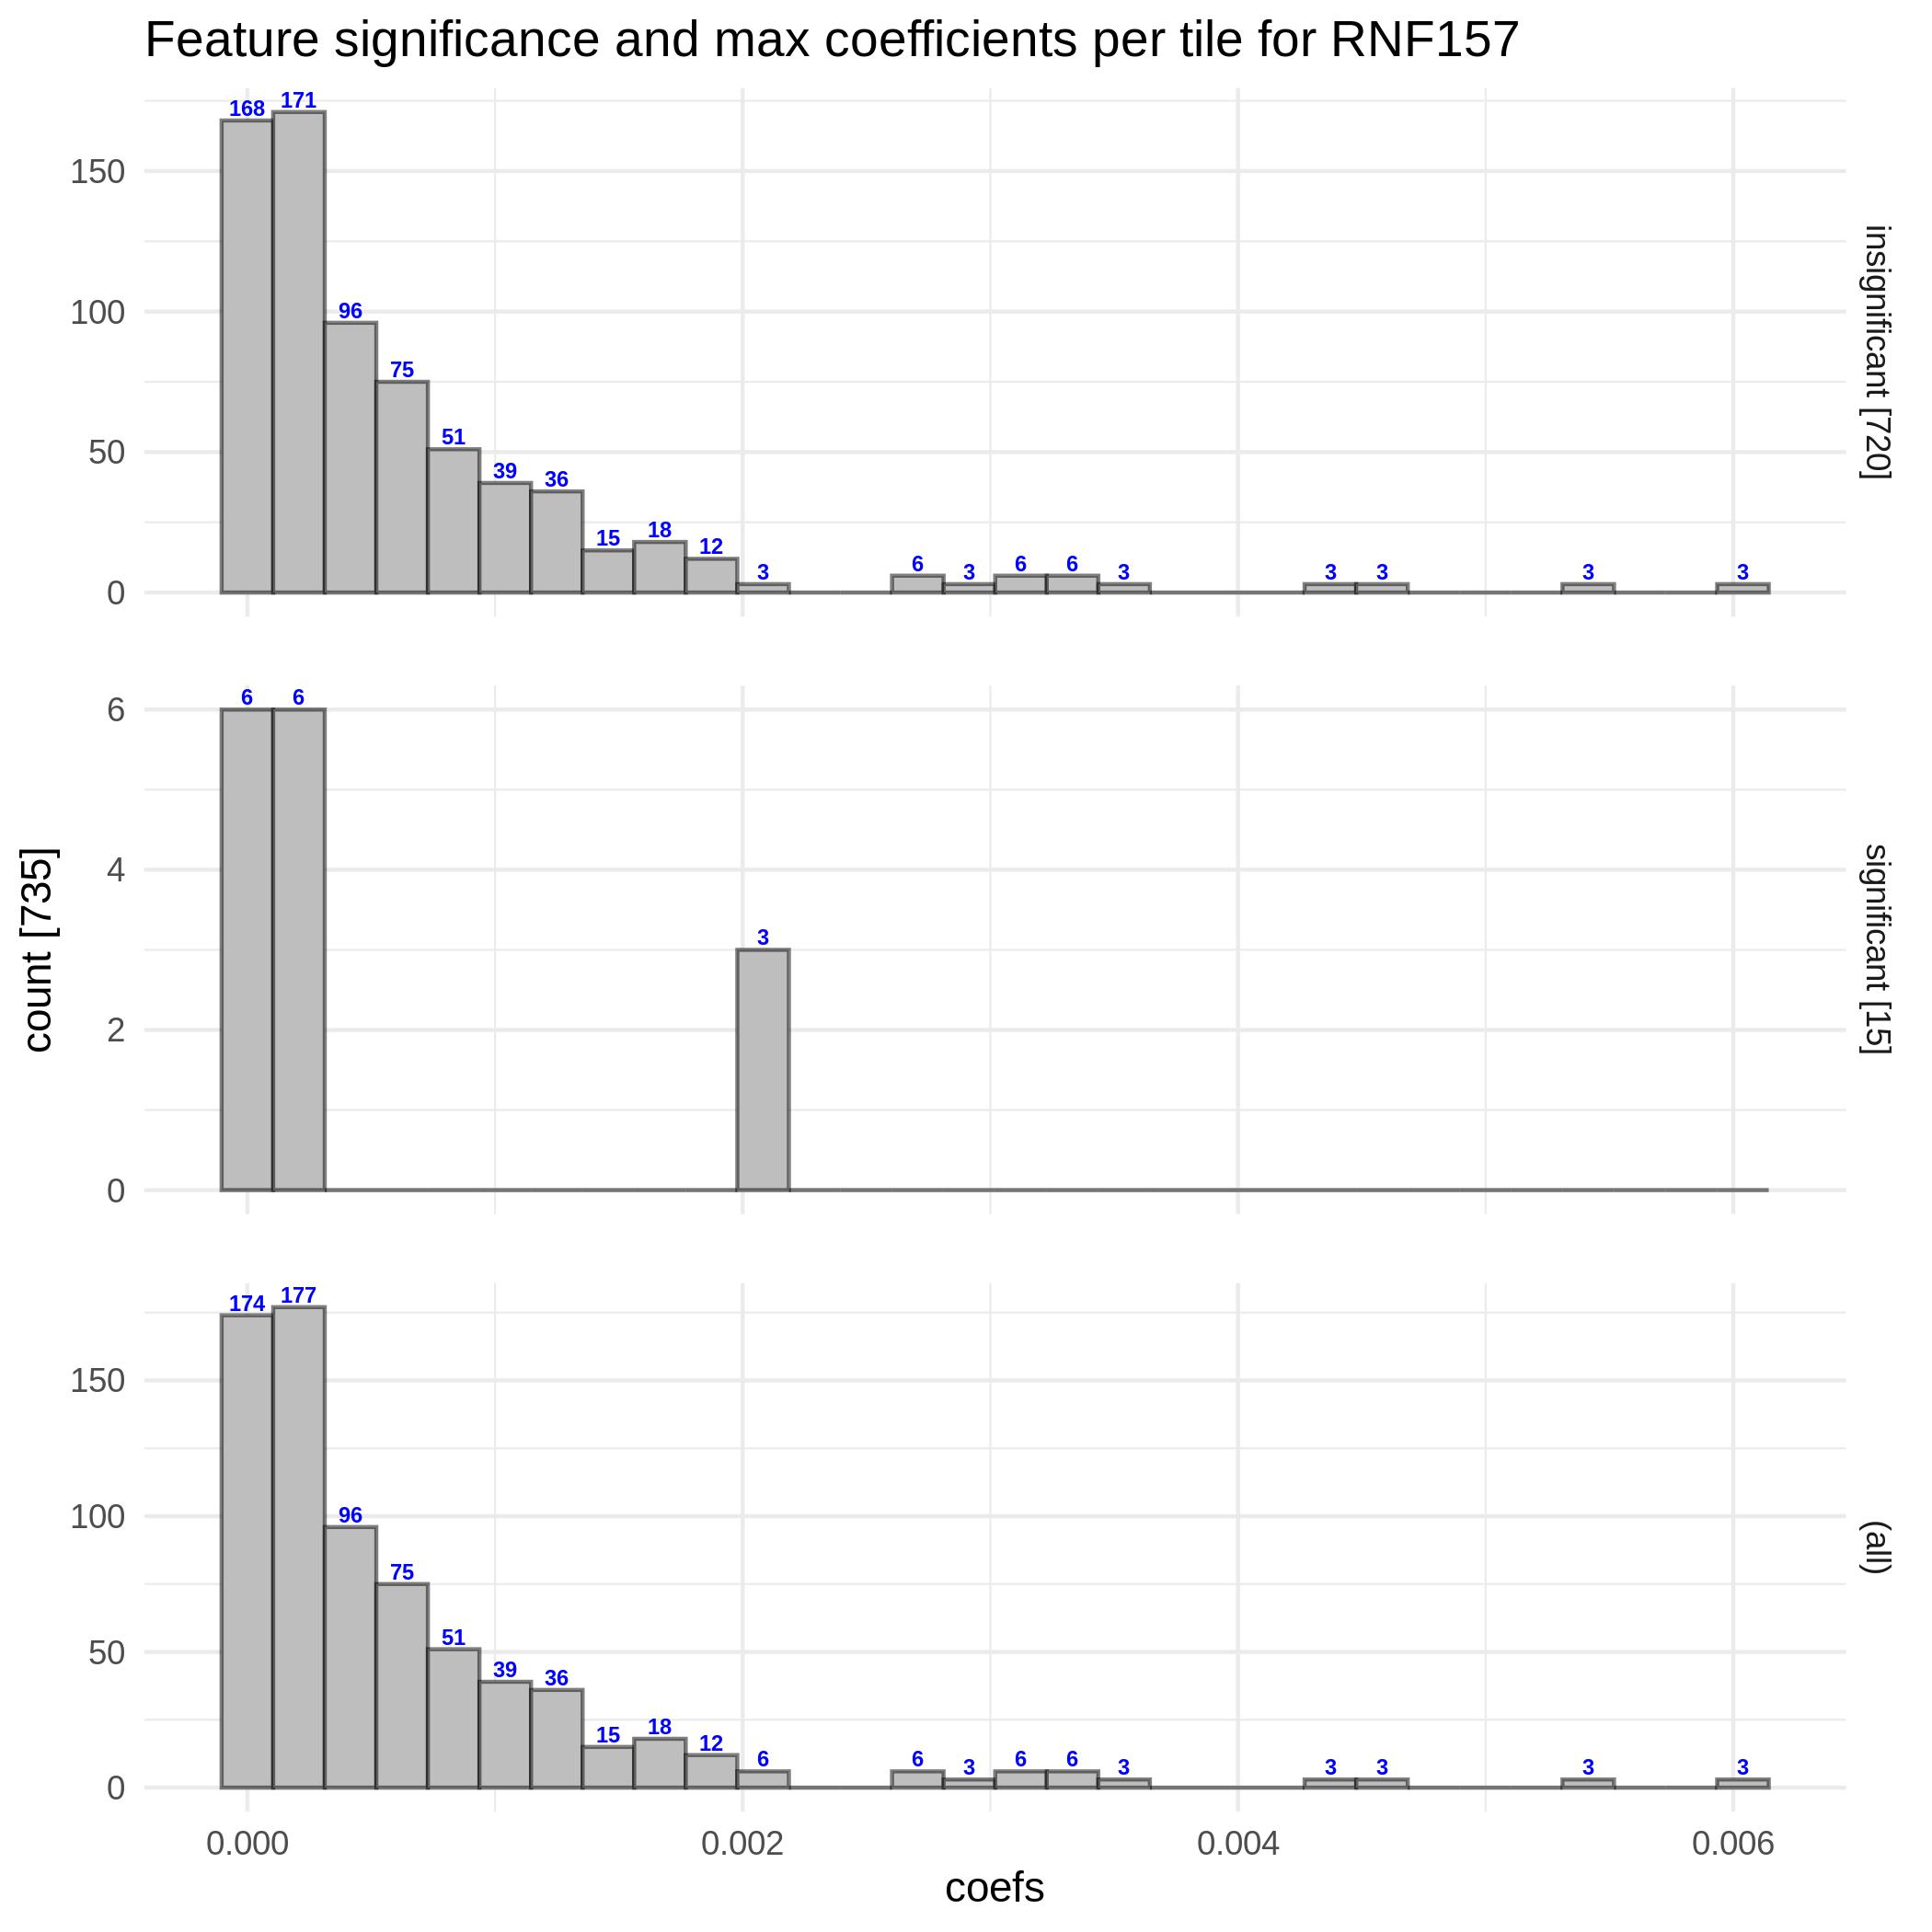 Feature significance and max coefficients per tile for RNF157
168 171 96 75 51 39 36 15 18 12 3 6 3 6 6 3 3 3 3 3
150
100
50
0
insignificant [720]
6 6 3
6
4
2
0
significant [15]
count [735]
174 177 96 75 51 39 36 15 18 12 6 6 3 6 6 3 3 3 3 3
150
100
50
0
(all)
0.000 0.002 0.004 0.006
coefs